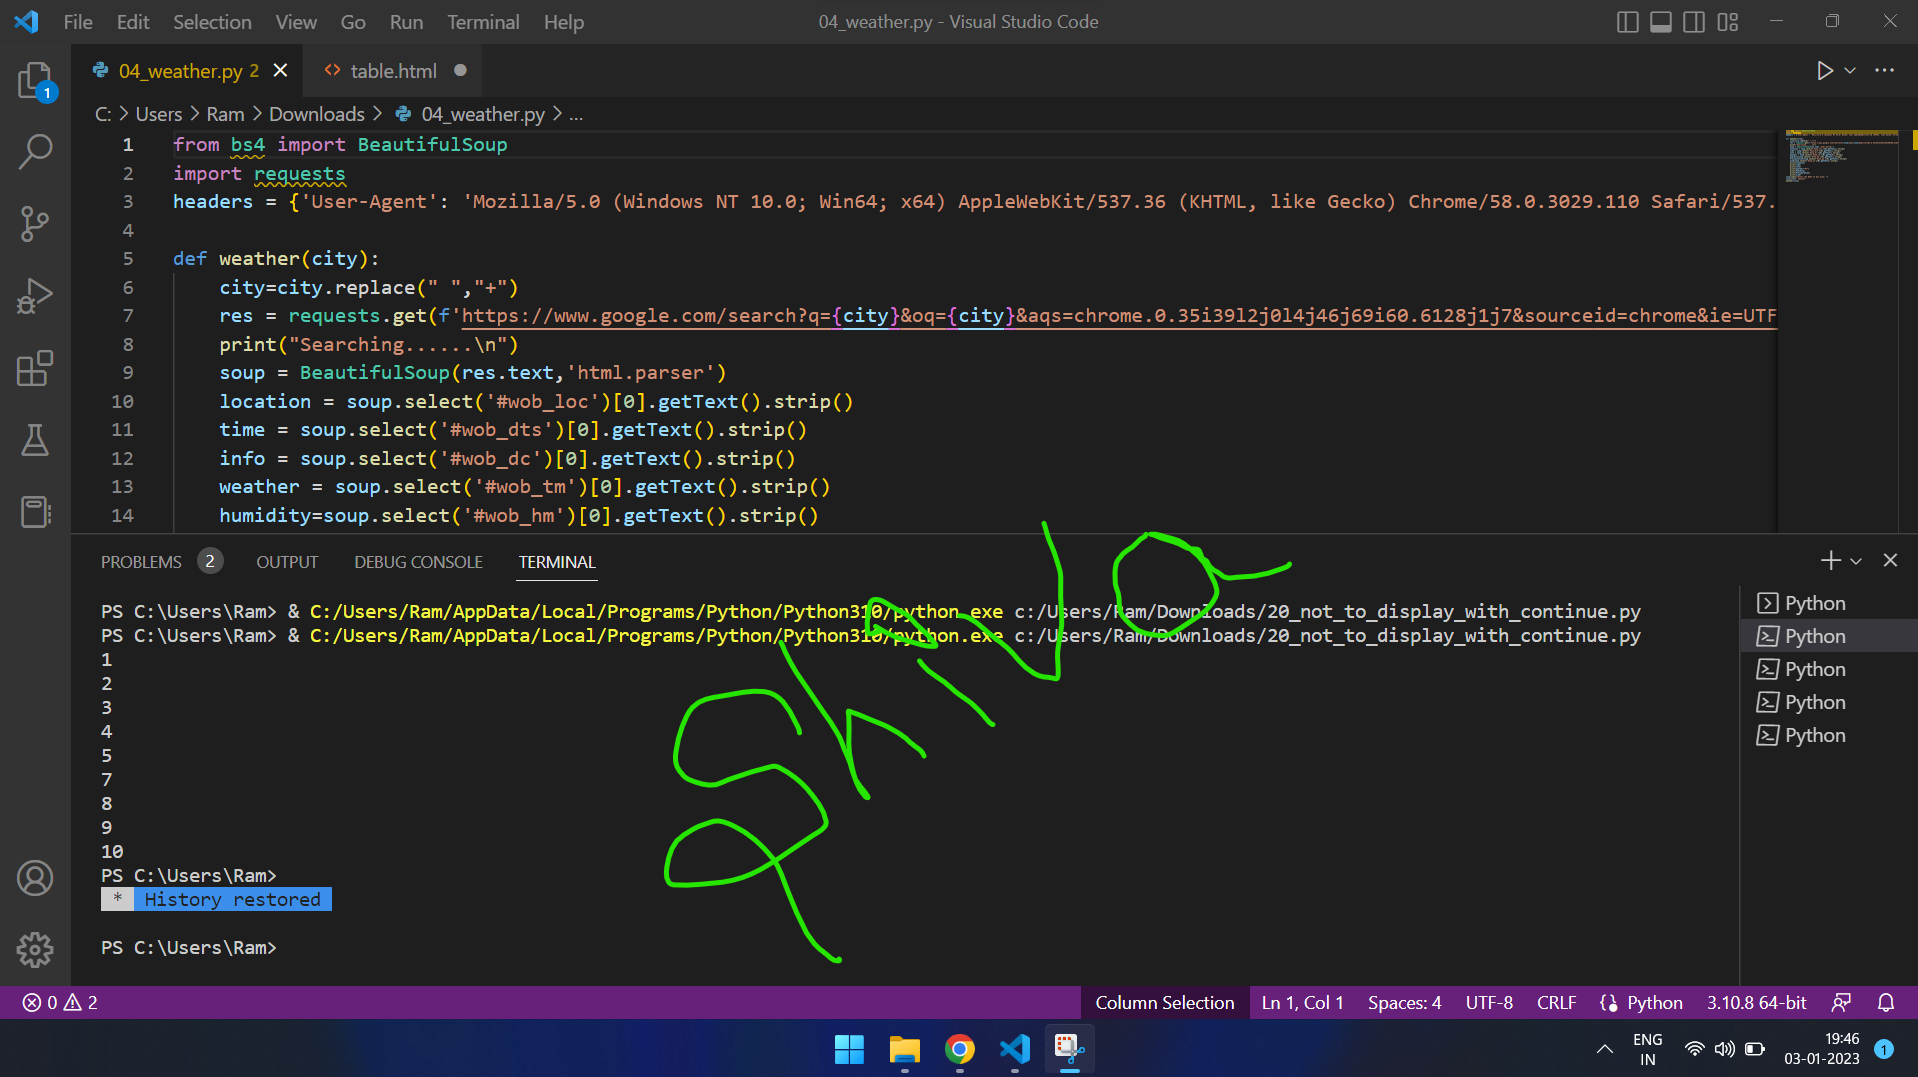 File Edit Selection View Go Run Terminal Help 04_weather.py - Visual Studio Code
04_weather.py 2 table.html
1
C: > Users > Ram > Downloads > 04_weather.py > ...
1 from bs4 import BeautifulSoup
2 import requests
3 headers = {'User-Agent': 'Mozilla/5.0 (Windows NT 10.0; Win64; x64) AppleWebKit/537.36 (KHTML, like Gecko) Chrome/58.0.3029.110 Safari/537.
4
5 def weather(city):
6 city=city.replace(" ","+")
7 res = requests.get(f'https://www.google.com/search?q={city}&oq={city}&aqs=chrome.0.35i39l2j0l4j46j69i60.6128j1j7&sourceid=chrome&ie=UTF
8 print("Searching......\n")
9 soup = BeautifulSoup(res.text,'html.parser')
10 location = soup.select('#wob_loc')[0].getText().strip()
11 time = soup.select('#wob_dts')[0].getText().strip()
12 info = soup.select('#wob_dc')[0].getText().strip()
13 weather = soup.select('#wob_tm')[0].getText().strip()
14 humidity=soup.select('#wob_hm')[0].getText().strip()
PROBLEMS 2 OUTPUT DEBUG CONSOLE TERMINAL
PS C:\Users\Ram> & C:/Users/Ram/AppData/Local/Programs/Python/Python310/python.exe c:/Users/Ram/Downloads/20_not_to_display_with_continue.py
PS C:\Users\Ram> & C:/Users/Ram/AppData/Local/Programs/Python/Python310/python.exe c:/Users/Ram/Downloads/20_not_to_display_with_continue.py
1
2
3
4
5
7
8
9
10
PS C:\Users\Ram>
* History restored
PS C:\Users\Ram>
Python
Python
Python
Python
Python
Shiva
0 2 Column Selection Ln 1, Col 1 Spaces: 4 UTF-8 CRLF Python 3.10.8 64-bit
ENG
IN
19:46
03-01-2023
1